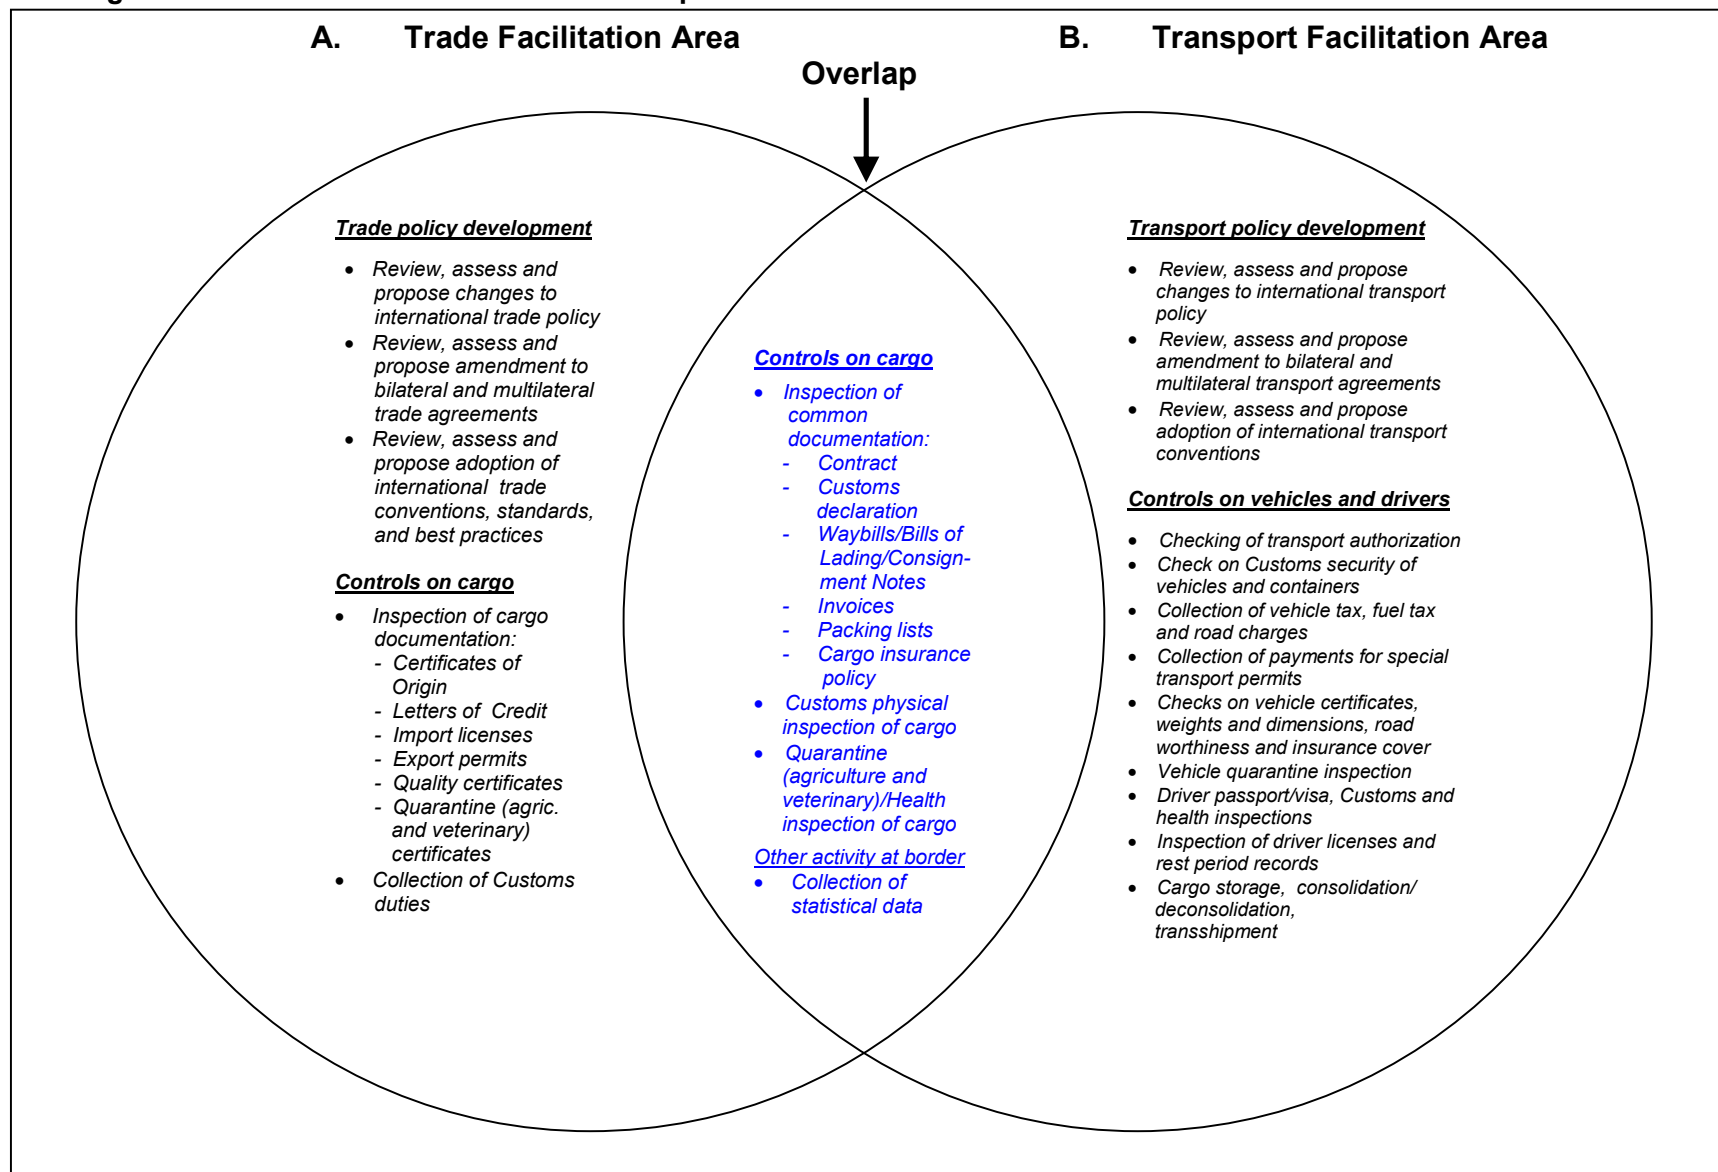 A. Trade Facilitation Area
B. Transport Facilitation Area
Overlap
Trade policy development
• Review, assess and
propose changes to
international trade policy
• Review, assess and
propose amendment to
bilateral and multilateral
trade agreements
• Review, assess and
propose adoption of
international trade
conventions, standards,
and best practices
Controls on cargo
• Inspection of cargo
documentation:
- Certificates of
Origin
- Letters of Credit
- Import licenses
- Export permits
- Quality certificates
- Quarantine (agric.
and veterinary)
certificates
• Collection of Customs
duties
Controls on cargo
• Inspection of
common
documentation:
- Contract
- Customs
declaration
- Waybills/Bills of
Lading/Consign-
ment Notes
- Invoices
- Packing lists
- Cargo insurance
policy
• Customs physical
inspection of cargo
• Quarantine
(agriculture and
veterinary)/Health
inspection of cargo
Other activity at border
• Collection of
statistical data
Transport policy development
• Review, assess and propose
changes to international transport
policy
• Review, assess and propose
amendment to bilateral and
multilateral transport agreements
• Review, assess and propose
adoption of international transport
conventions
Controls on vehicles and drivers
• Checking of transport authorization
• Check on Customs security of
vehicles and containers
• Collection of vehicle tax, fuel tax
and road charges
• Collection of payments for special
transport permits
• Checks on vehicle certificates,
weights and dimensions, road
worthiness and insurance cover
• Vehicle quarantine inspection
• Driver passport/visa, Customs and
health inspections
• Inspection of driver licenses and
rest period records
• Cargo storage, consolidation/
deconsolidation,
transshipment